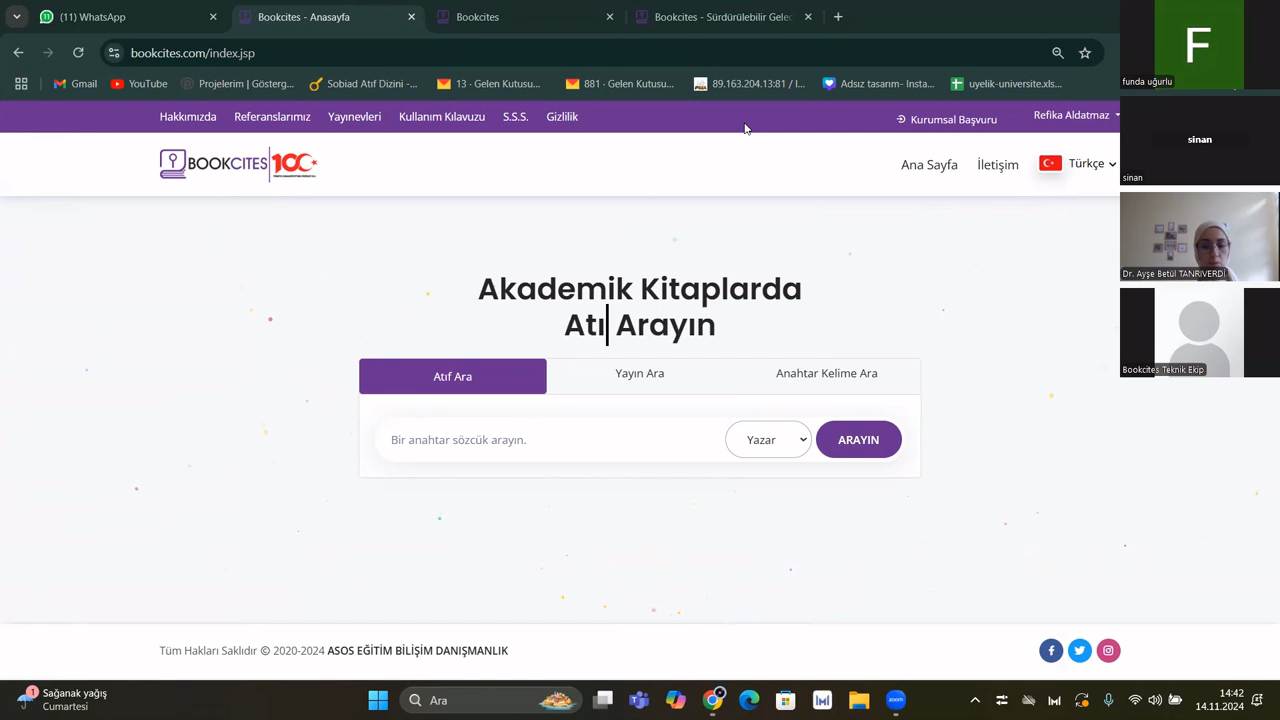 (11) WhatsApp
Bookcites - Anasayfa
Bookcites
Bookcites - Sürdürülebilir Gelec
bookcites.com/index.jsp
Gmail
YouTube
Projelerim | Gösterg...
Sobiad Atıf Dizini -...
13 - Gelen Kutusu...
881 - Gelen Kutusu...
89.163.204.13:81 / l...
Adsız tasarım- Insta...
uyelik-universite.xls...
Hakkımızda
Referanslarımız
Yayınevleri
Kullanım Kılavuzu
S.S.S.
Gizlilik
Kurumsal Başvuru
Refika Aldatmaz
BOOKCITES
100
Ana Sayfa
İletişim
Türkçe
Akademik Kitaplarda
Atı Arayın
Atıf Ara
Yayın Ara
Anahtar Kelime Ara
Bir anahtar sözcük arayın.
Yazar
ARAYIN
Tüm Hakları Saklıdır © 2020-2024 ASOS EĞİTİM BİLİŞİM DANIŞMANLIK
F
funda uğurlu
sinan
sinan
Dr. Ayşe Betül TANRIVERDİ
Bookcites Teknik Ekip
1
Sağanak yağış
Cumartesi
Ara
zoom
14:42
14.11.2024